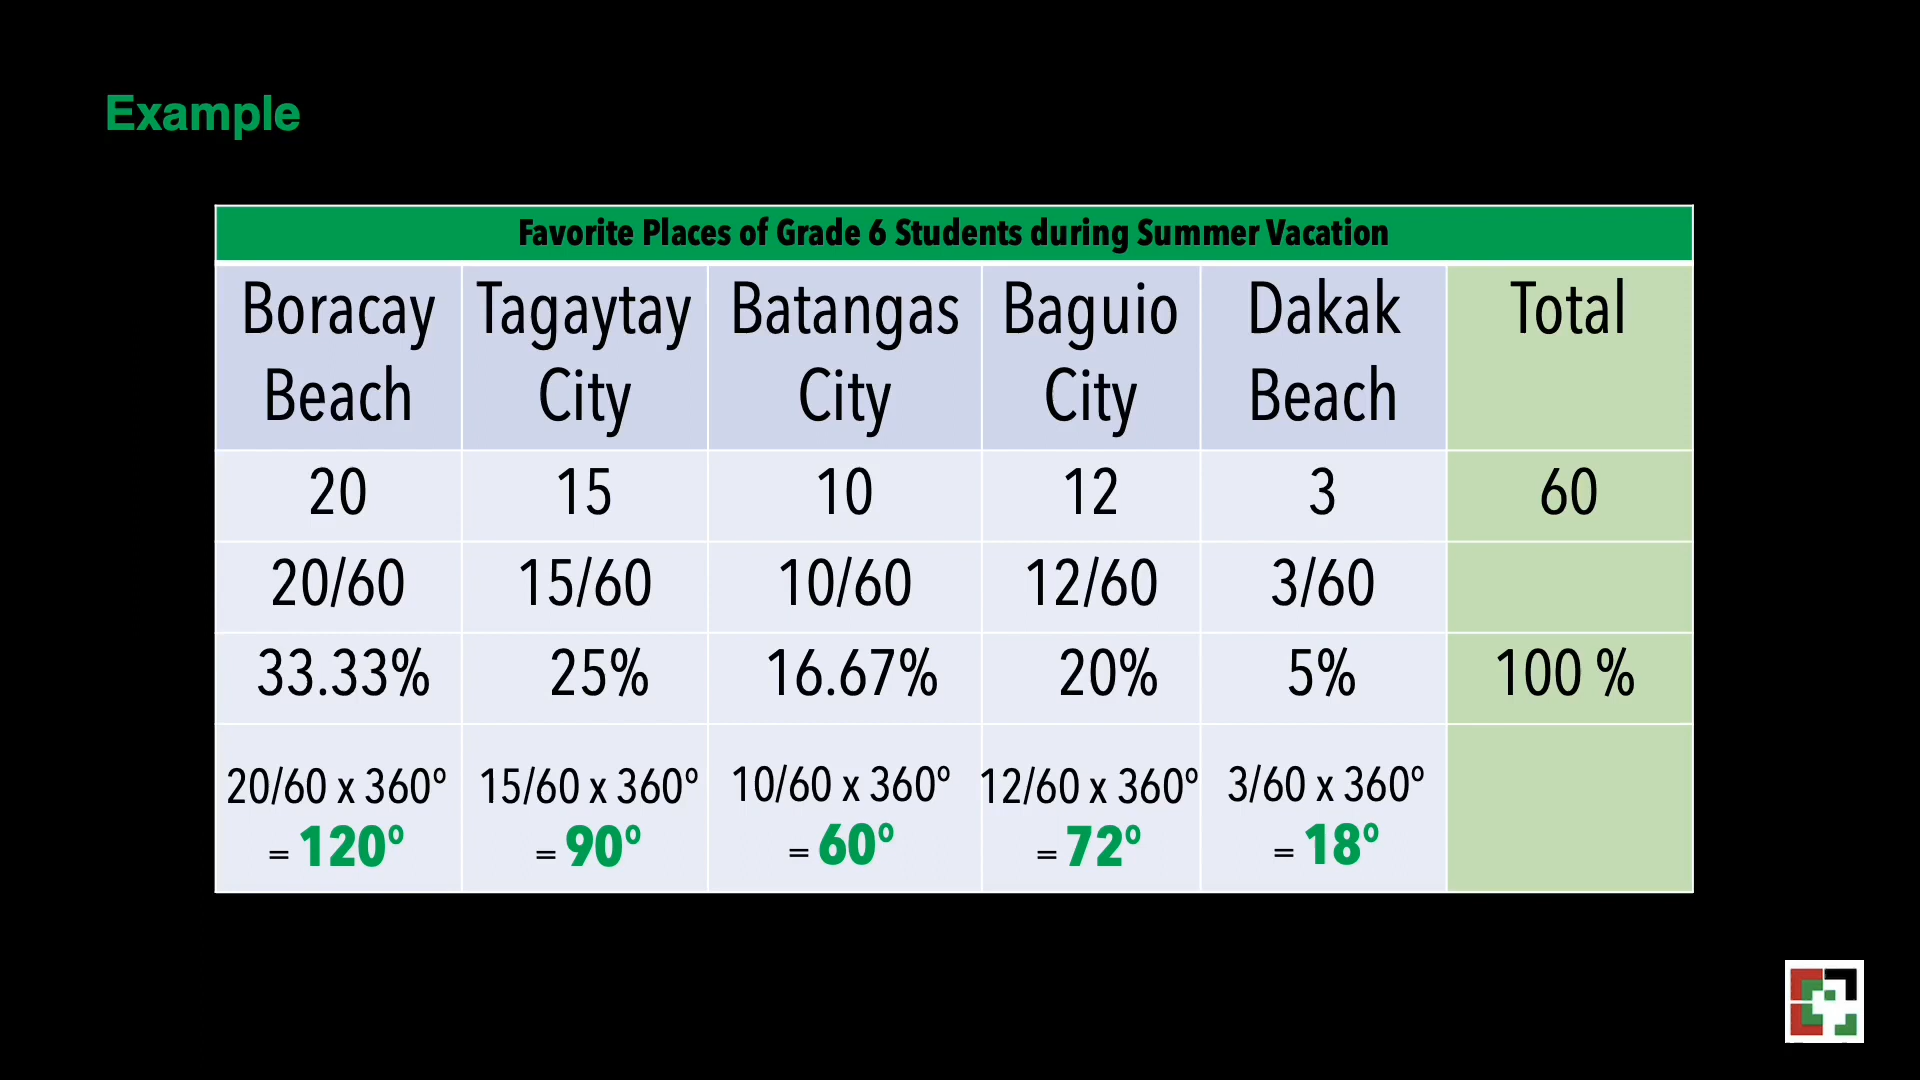 Example
Favorite Places of Grade 6 Students during Summer Vacation
Boracay Beach Tagaytay City Batangas City Baguio City Dakak Beach Total
20 15 10 12 3 60
20/60 15/60 10/60 12/60 3/60
33.33% 25% 16.67% 20% 5% 100 %
20/60 x 360º 15/60 x 360º 10/60 x 360º 12/60 x 360º 3/60 x 360º
= 120º = 90º = 60º = 72º = 18º